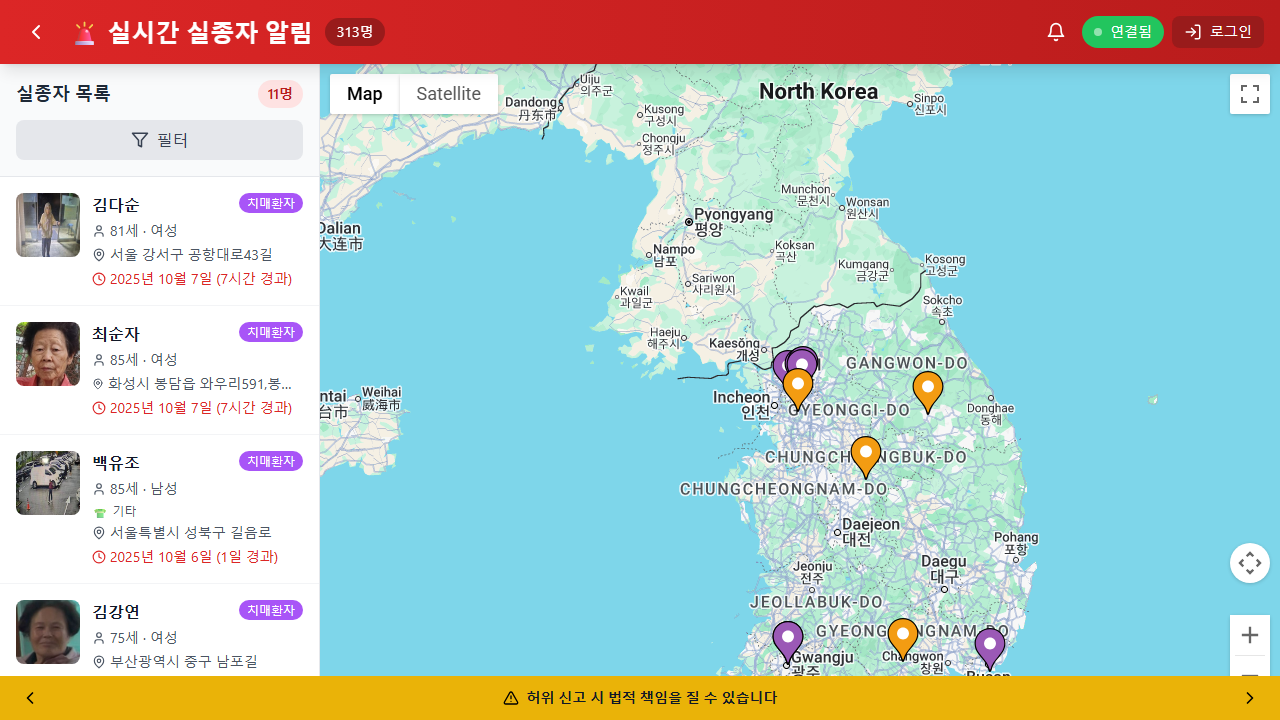 실시간 실종자 알림
313명
연결됨
로그인
실종자 목록
11명
필터
김다순
치매환자
81세 · 여성
서울 강서구 공항대로43길
2025년 10월 7일 (7시간 경과)
최순자
치매환자
85세 · 여성
화성시 봉담읍 와우리591,봉...
2025년 10월 7일 (7시간 경과)
백유조
치매환자
85세 · 남성
기타
서울특별시 성북구 길음로
2025년 10월 6일 (1일 경과)
김강연
치매환자
75세 · 여성
부산광역시 중구 남포길
Map
Satellite
North Korea
Uiju
의주군
Dandong
丹东市
Kusong
구성시
Chongju
정주시
Sinpo
신포시
Munchon
문천시
Wonsan
원산시
Pyongyang
평양
Dalian
大连市
Nampo
남포
Koksan
곡산
Kumgang
금강군
Kosong
고성군
Sariwon
사리원시
Kwail
과일군
Sokcho
속초
Haeju
해주시
Kaesŏng
개성
GANGWON-DO
Weihai
威海市
ntai
台市
Incheon
인천
GYEONGGI-DO
Donghae
동해
CHUNGCHEONGBUK-DO
CHUNGCHEONGNAM-DO
Daejeon
대전
Pohang
포항
Daegu
대구
Jeonju
전주
JEOLLABUK-DO
GYEONGSANGNAM-DO
Gwangju
광주
Changwon
창원
Busan
허위 신고 시 법적 책임을 질 수 있습니다